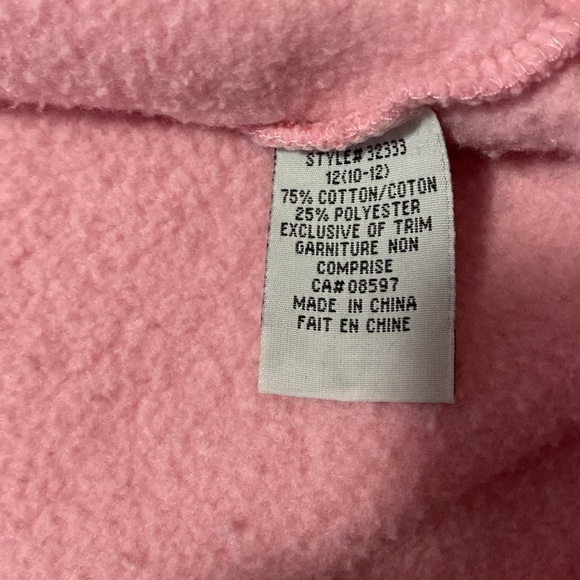 STYLE# 32333
12(10-12)
75% COTTON/COTON
25% POLYESTER
EXCLUSIVE OF TRIM
GARNITURE NON
COMPRISE
CA# 08597
MADE IN CHINA
FAIT EN CHINE